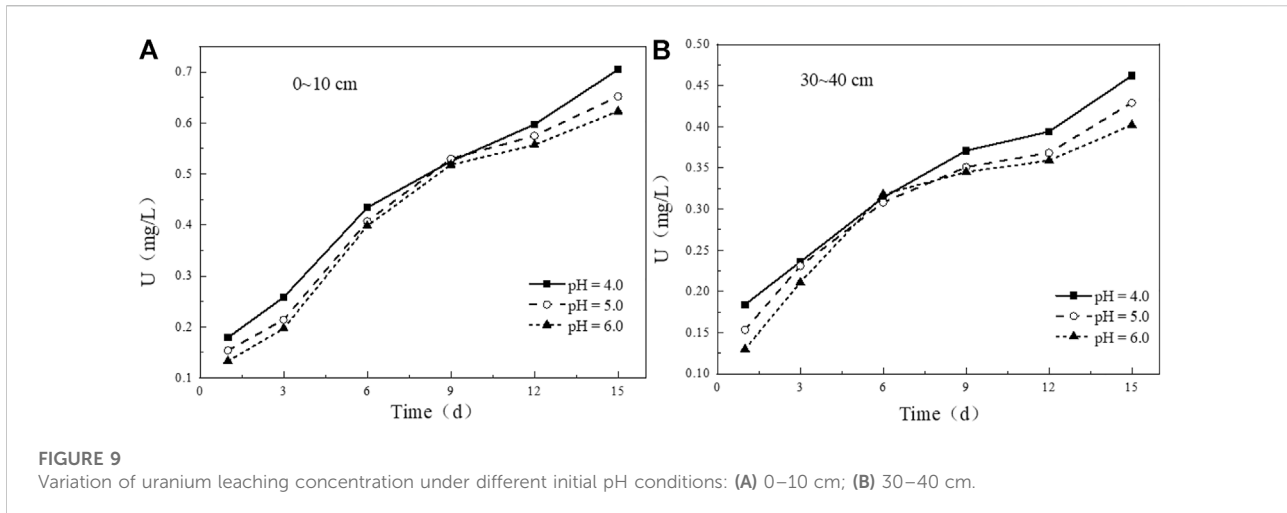 A
0~10 cm
0.7
0.6
0.5
0.4
0.3
0.2
0.1
U（mg/L）
0 3 6 9 12 15
Time（d）
pH = 4.0
pH = 5.0
pH = 6.0
B
30~40 cm
0.50
0.45
0.40
0.35
0.30
0.25
0.20
0.15
0.10
U（mg/L）
0 3 6 9 12 15
Time（d）
pH = 4.0
pH = 5.0
pH = 6.0
FIGURE 9
Variation of uranium leaching concentration under different initial pH conditions: (A) 0–10 cm; (B) 30–40 cm.